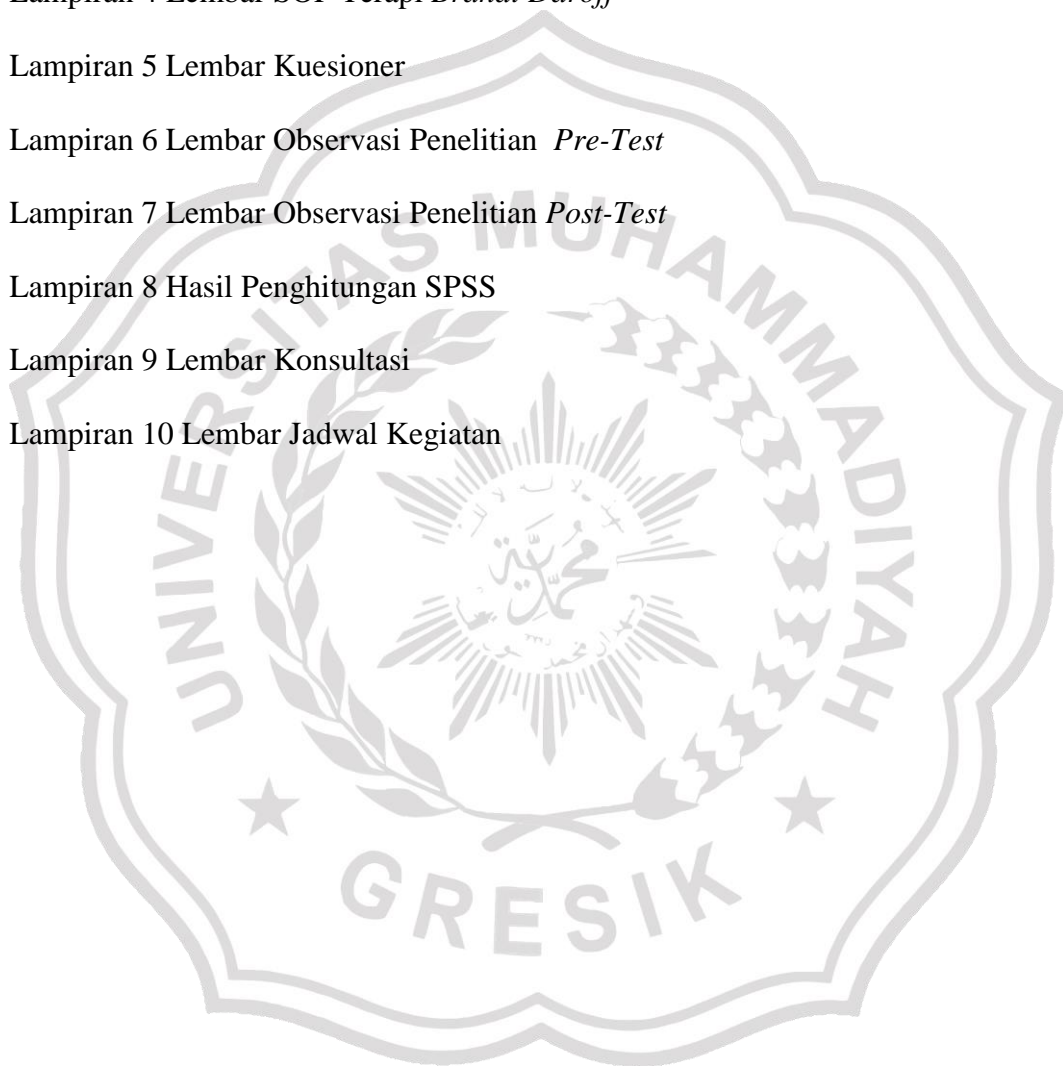 Lampiran 5 Lembar Kuesioner
Lampiran 6 Lembar Observasi Penelitian Pre-Test
Lampiran 7 Lembar Observasi Penelitian Post-Test
Lampiran 8 Hasil Penghitungan SPSS
Lampiran 9 Lembar Konsultasi
Lampiran 10 Lembar Jadwal Kegiatan
UNIVERSITAS MUHAMMADIYAH
محمد
GRESIK